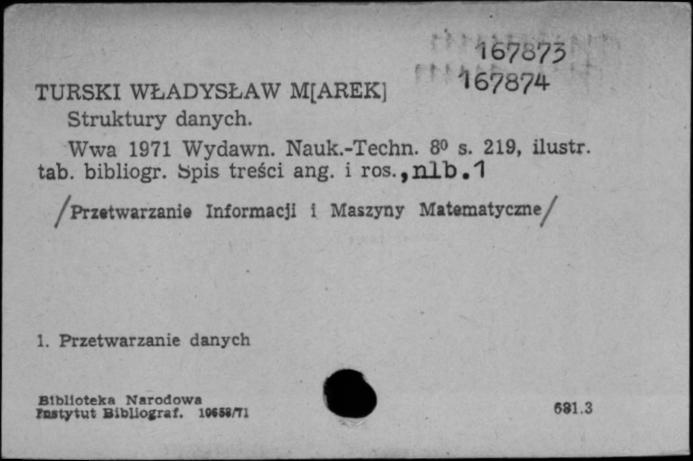 167873
167874
TURSKI WŁADYSŁAW M[AREK]
Struktury danych.
Wwa 1971 Wydawn. Nauk.-Techn. 8º s. 219, ilustr.
tab. bibliogr. Spis treści ang. i ros., nlb.1
/Przetwarzanie Informacji i Maszyny Matematyczne/
1. Przetwarzanie danych
Biblioteka Narodowa
Instytut Bibliograf. 10658/71
681.3